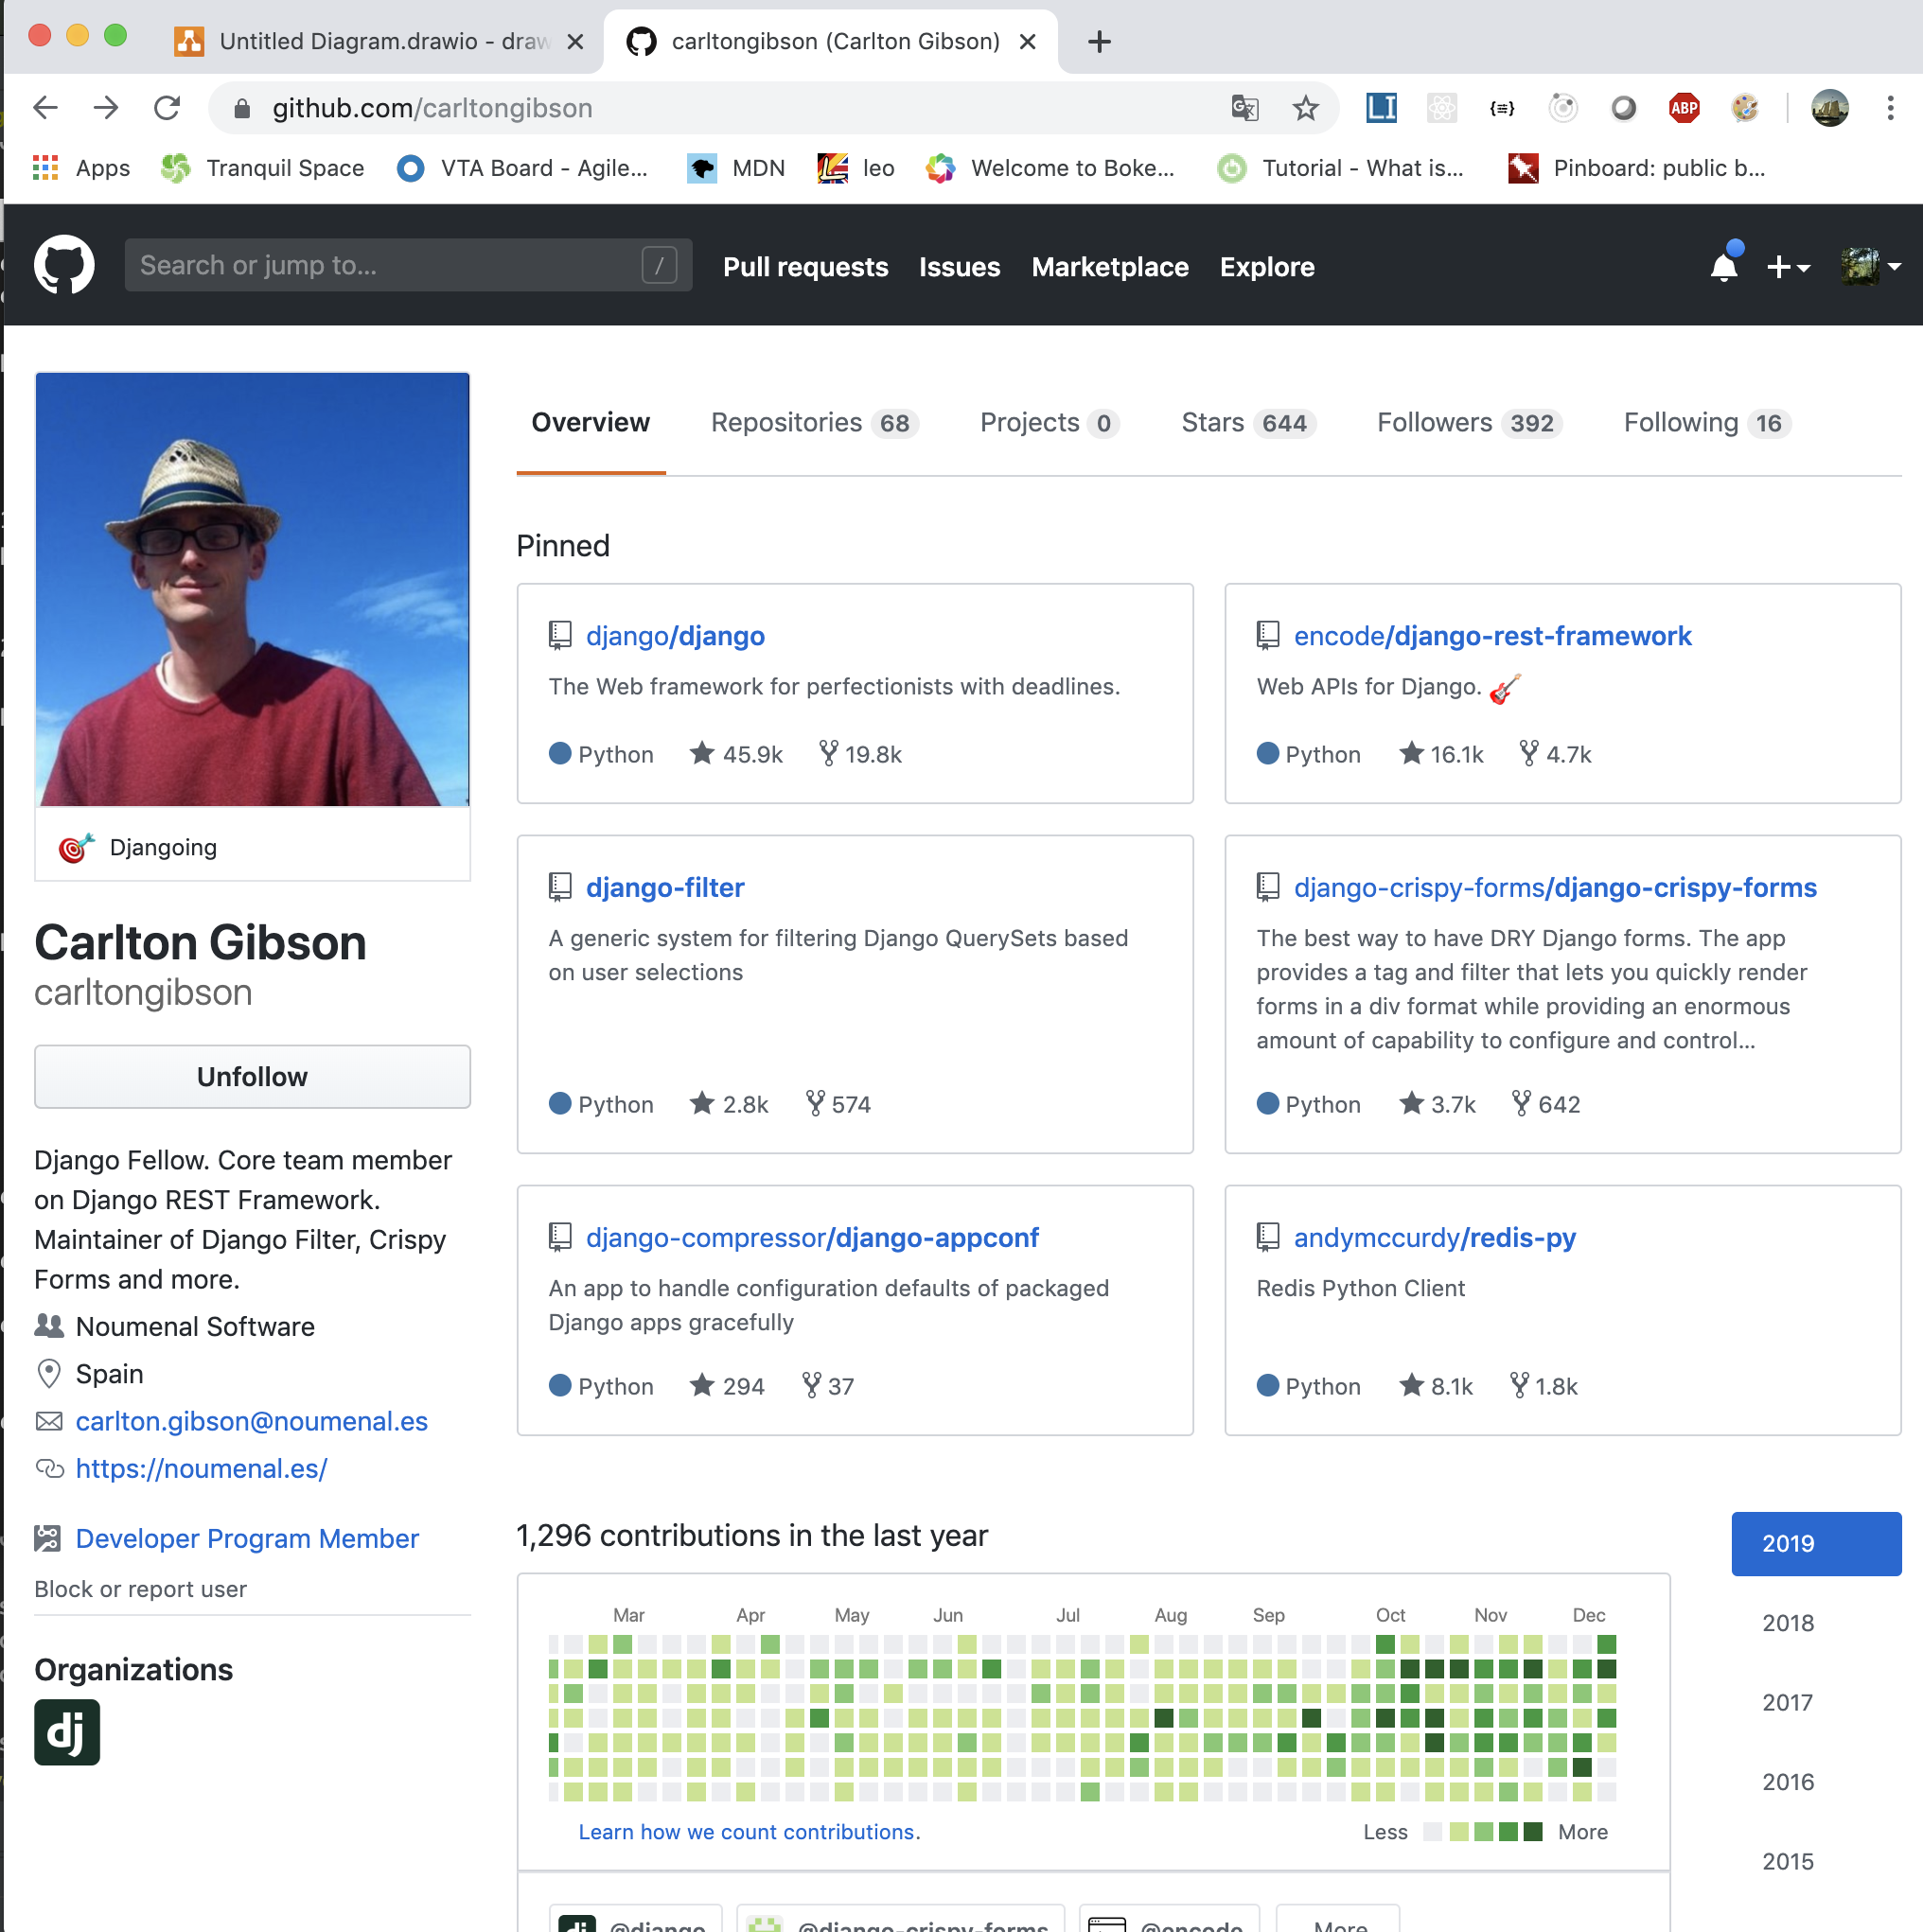 Untitled Diagram.drawio - draw
carltongibson (Carlton Gibson)
github.com/carltongibson
ABP
Apps
Tranquil Space
VTA Board - Agile...
MDN
leo
Welcome to Boke...
Tutorial - What is...
Pinboard: public b...
Search or jump to...
/
Pull requests
Issues
Marketplace
Explore
Overview
Repositories 68
Projects 0
Stars 644
Followers 392
Following 16
Djangoing
Carlton Gibson
carltongibson
Unfollow
Django Fellow. Core team member
on Django REST Framework.
Maintainer of Django Filter, Crispy
Forms and more.
Noumenal Software
Spain
carlton.gibson@noumenal.es
https://noumenal.es/
Developer Program Member
Block or report user
Organizations
dj
Pinned
django/django
The Web framework for perfectionists with deadlines.
Python 45.9k 19.8k
encode/django-rest-framework
Web APIs for Django. 🎸
Python 16.1k 4.7k
django-filter
A generic system for filtering Django QuerySets based
on user selections
Python 2.8k 574
django-crispy-forms/django-crispy-forms
The best way to have DRY Django forms. The app
provides a tag and filter that lets you quickly render
forms in a div format while providing an enormous
amount of capability to configure and control...
Python 3.7k 642
django-compressor/django-appconf
An app to handle configuration defaults of packaged
Django apps gracefully
Python 294 37
andymccurdy/redis-py
Redis Python Client
Python 8.1k 1.8k
1,296 contributions in the last year
Mar Apr May Jun Jul Aug Sep Oct Nov Dec
Learn how we count contributions.
Less More
2019
2018
2017
2016
2015
@django
@django-crispy-forms
@encode
More